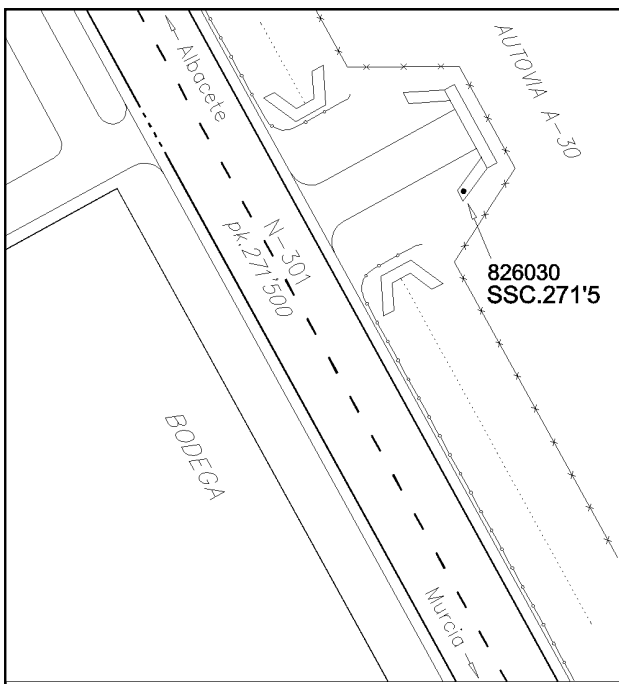 AUTOVIA A-30
Albacete
N-301
pk.271'500
826030
SSC.271'5
BODEGA
Murcia